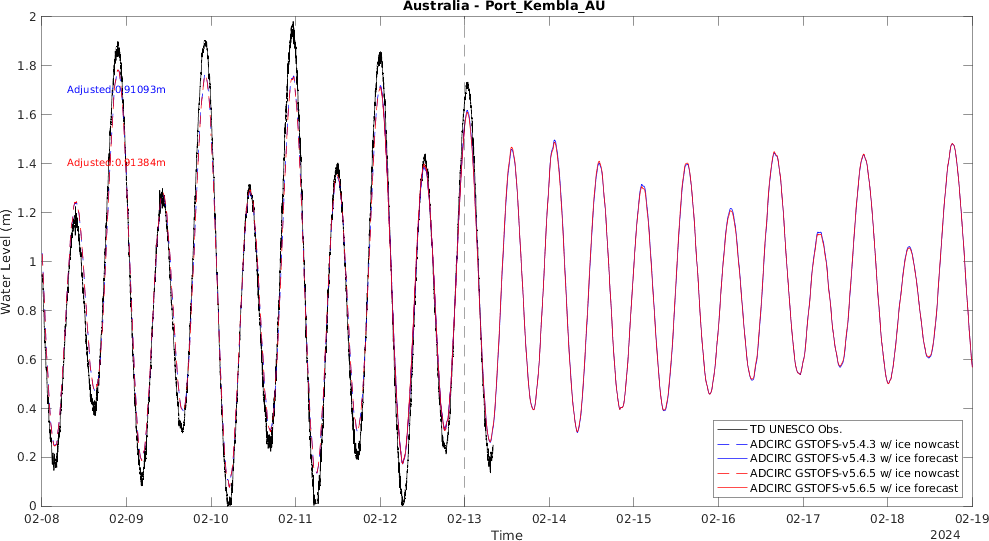 Australia - Port_Kembla_AU
Water Level (m)
2
1.8
1.6
1.4
1.2
1
0.8
0.6
0.4
0.2
0
Adjusted:0.91093m
Adjusted:0.91384m
TD UNESCO Obs.
ADCIRC GSTOFS-v5.4.3 w/ ice nowcast
ADCIRC GSTOFS-v5.4.3 w/ ice forecast
ADCIRC GSTOFS-v5.6.5 w/ ice nowcast
ADCIRC GSTOFS-v5.6.5 w/ ice forecast
02-08 02-09 02-10 02-11 02-12 02-13 02-14 02-15 02-16 02-17 02-18 02-19
Time
2024